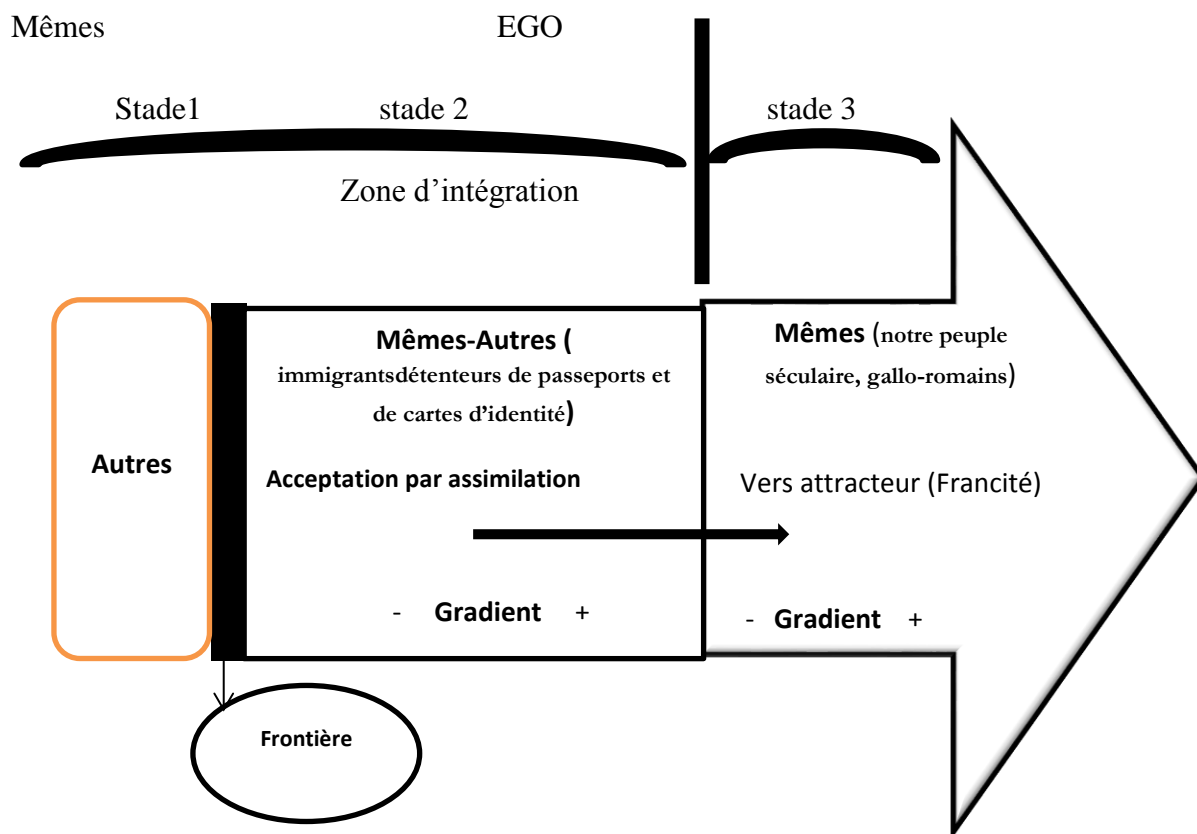 Mêmes EGO
Stade1 stade 2 stade 3
Zone d’intégration
Autres
Mêmes-Autres (
immigrantsdétenteurs de passeports et
de cartes d’identité)
Acceptation par assimilation
- Gradient +
Mêmes (notre peuple
séculaire, gallo-romains)
Vers attracteur (Francité)
- Gradient +
Frontière